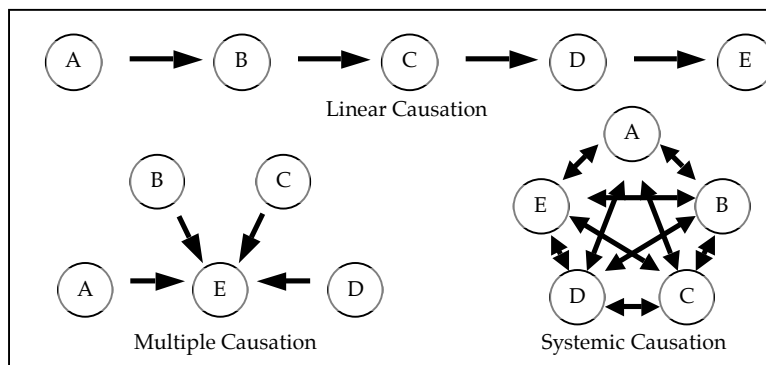 A B C D E
Linear Causation
A
B C
E B
A E D
D C
Multiple Causation
Systemic Causation